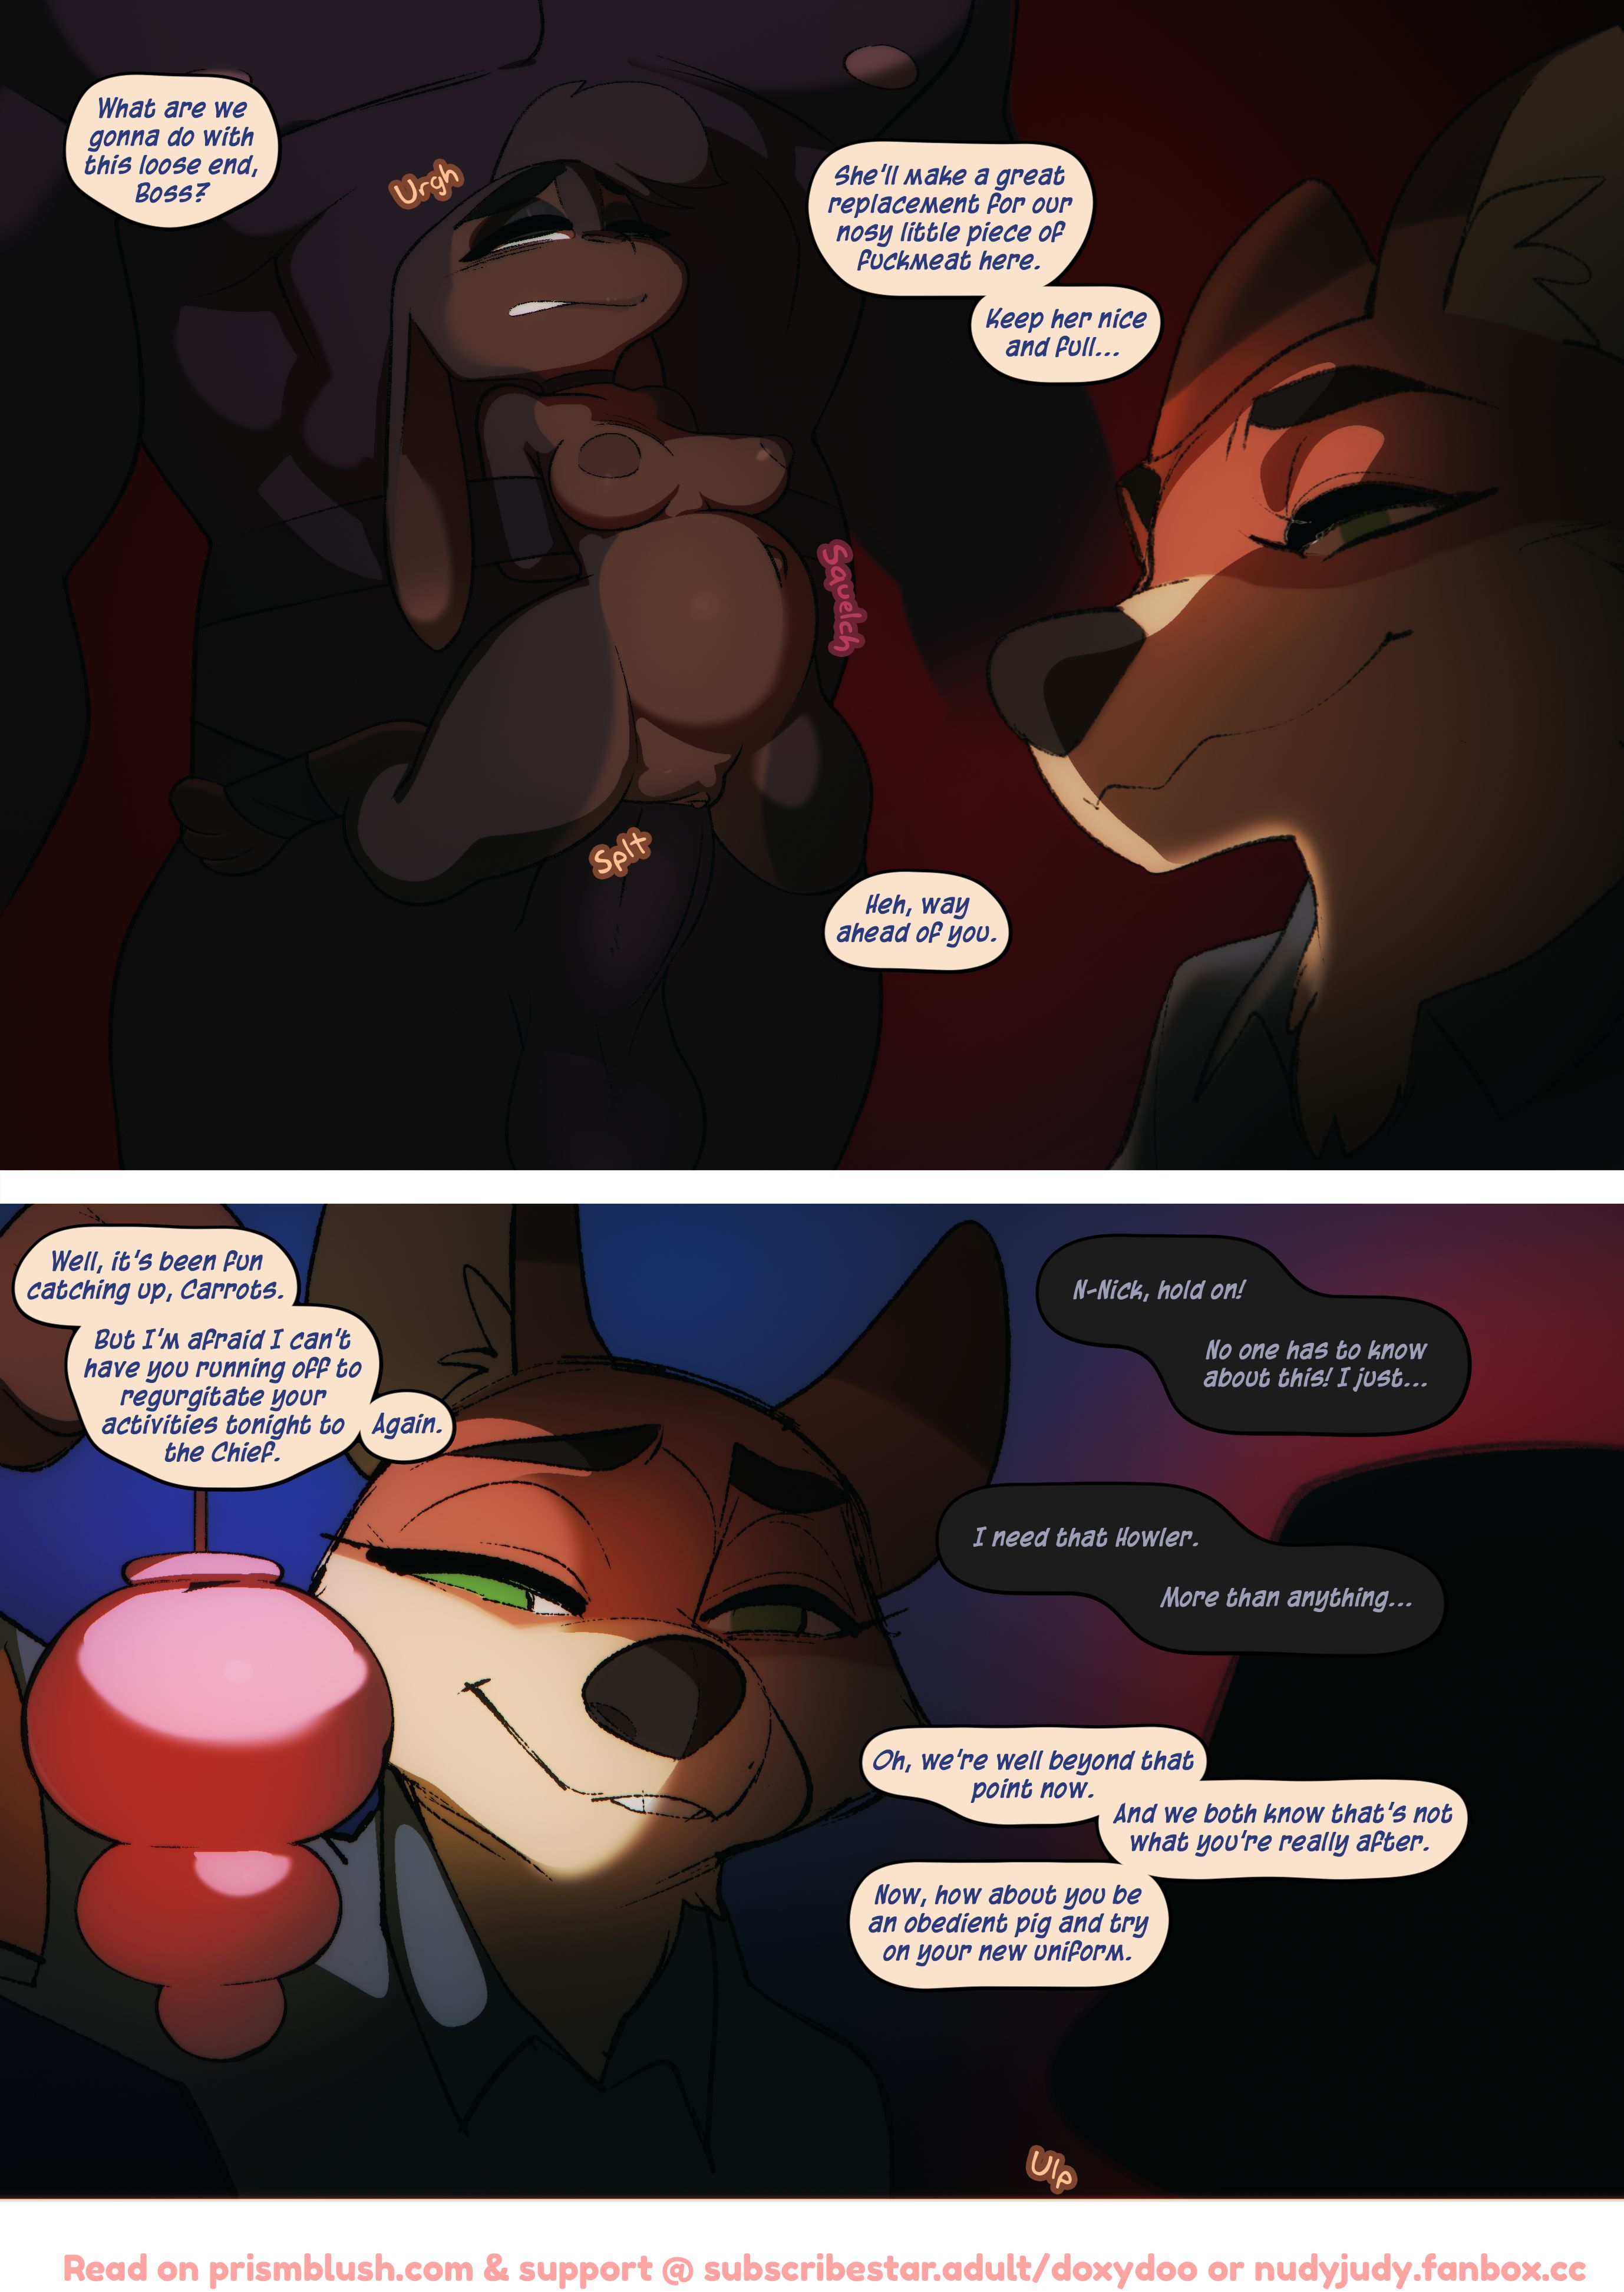 What are we
gonna do with
this loose end,
Boss?
Urgh
She'll make a great
replacement for our
nosy little piece of
fuckmeat here.
Keep her nice
and full...
Squelch
Splt
Heh, way
ahead of you.
Well, it's been fun
catching up, Carrots.
But I'm afraid I can't
have you running off to
regurgitate your
activities tonight to
the Chief.
Again.
N-Nick, hold on!
No one has to know
about this! I just...
I need that Howler.
More than anything...
Oh, we're well beyond that
point now.
And we both know that's not
what you're really after.
Now, how about you be
an obedient pig and try
on your new uniform.
Ulp
Read on prismblush.com & support @ subscribestar.adult/doxydoo or nudyjudy.fanbox.cc